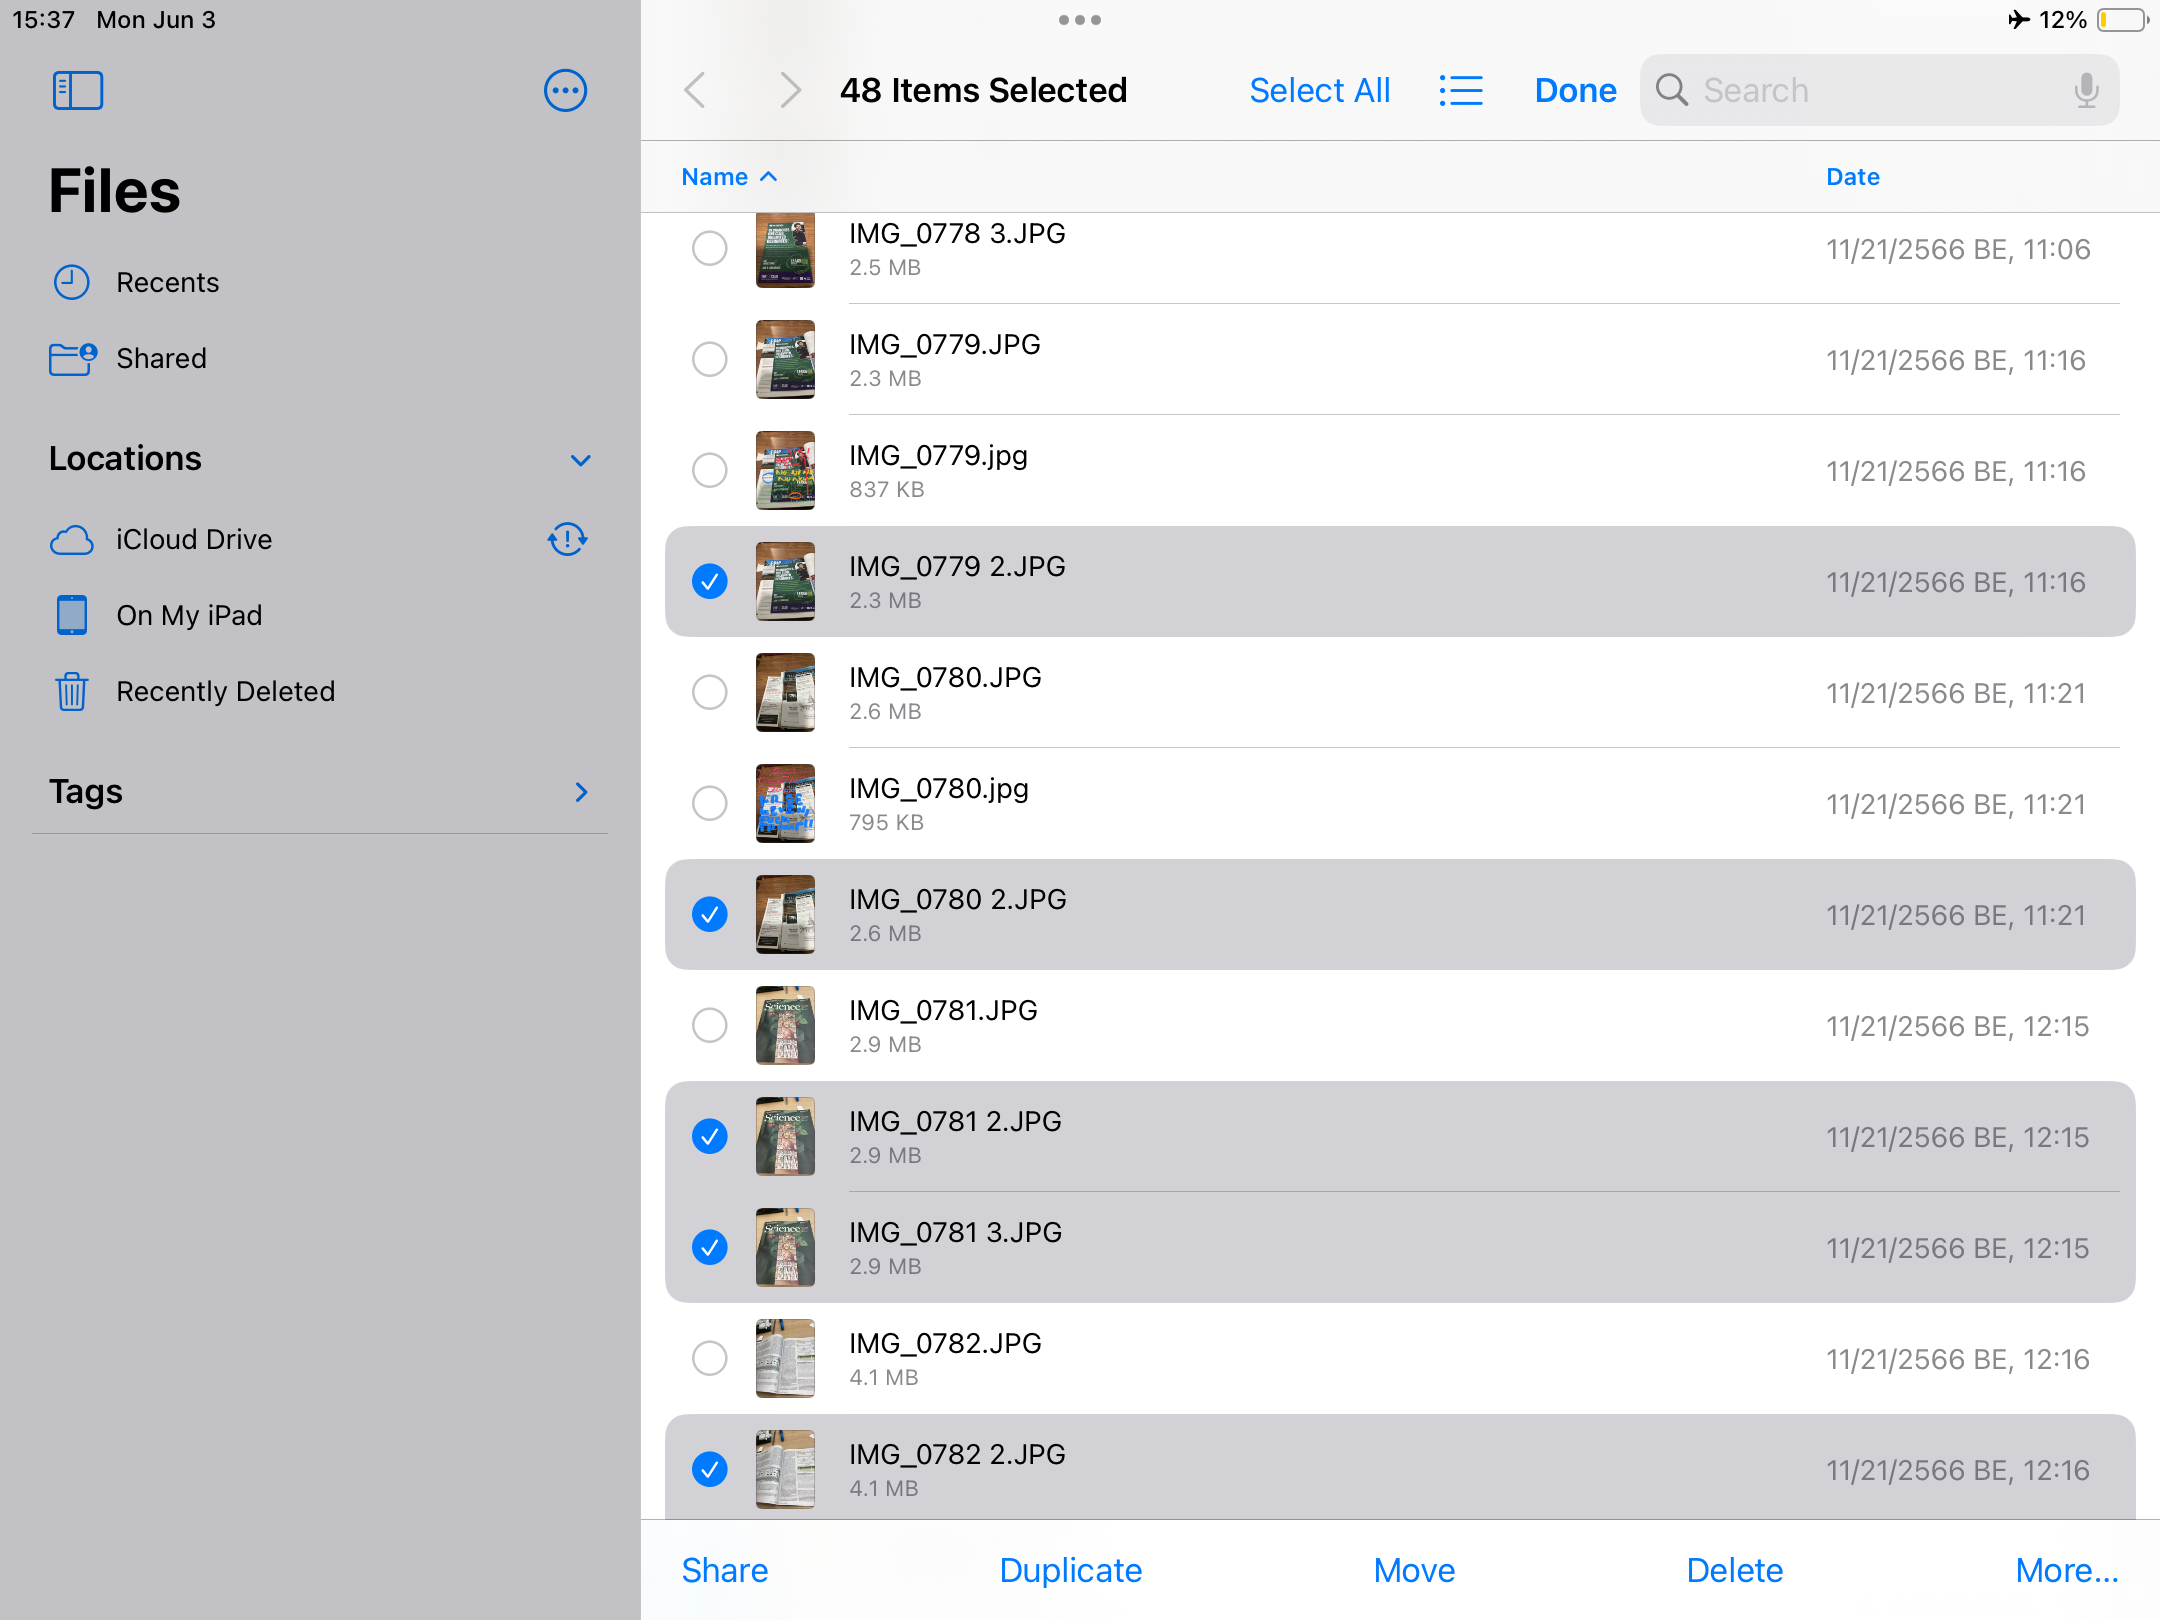 15:37 Mon Jun 3
12%
Files
Recents
Shared
Locations
iCloud Drive
On My iPad
Recently Deleted
Tags
48 Items Selected
Select All
Done
Search
Name
Date
IMG_0778 3.JPG
2.5 MB
11/21/2566 BE, 11:06
IMG_0779.JPG
2.3 MB
11/21/2566 BE, 11:16
IMG_0779.jpg
837 KB
11/21/2566 BE, 11:16
IMG_0779 2.JPG
2.3 MB
11/21/2566 BE, 11:16
IMG_0780.JPG
2.6 MB
11/21/2566 BE, 11:21
IMG_0780.jpg
795 KB
11/21/2566 BE, 11:21
IMG_0780 2.JPG
2.6 MB
11/21/2566 BE, 11:21
Science
IMG_0781.JPG
2.9 MB
11/21/2566 BE, 12:15
Science
IMG_0781 2.JPG
2.9 MB
11/21/2566 BE, 12:15
Science
IMG_0781 3.JPG
2.9 MB
11/21/2566 BE, 12:15
IMG_0782.JPG
4.1 MB
11/21/2566 BE, 12:16
IMG_0782 2.JPG
4.1 MB
11/21/2566 BE, 12:16
Share
Duplicate
Move
Delete
More...